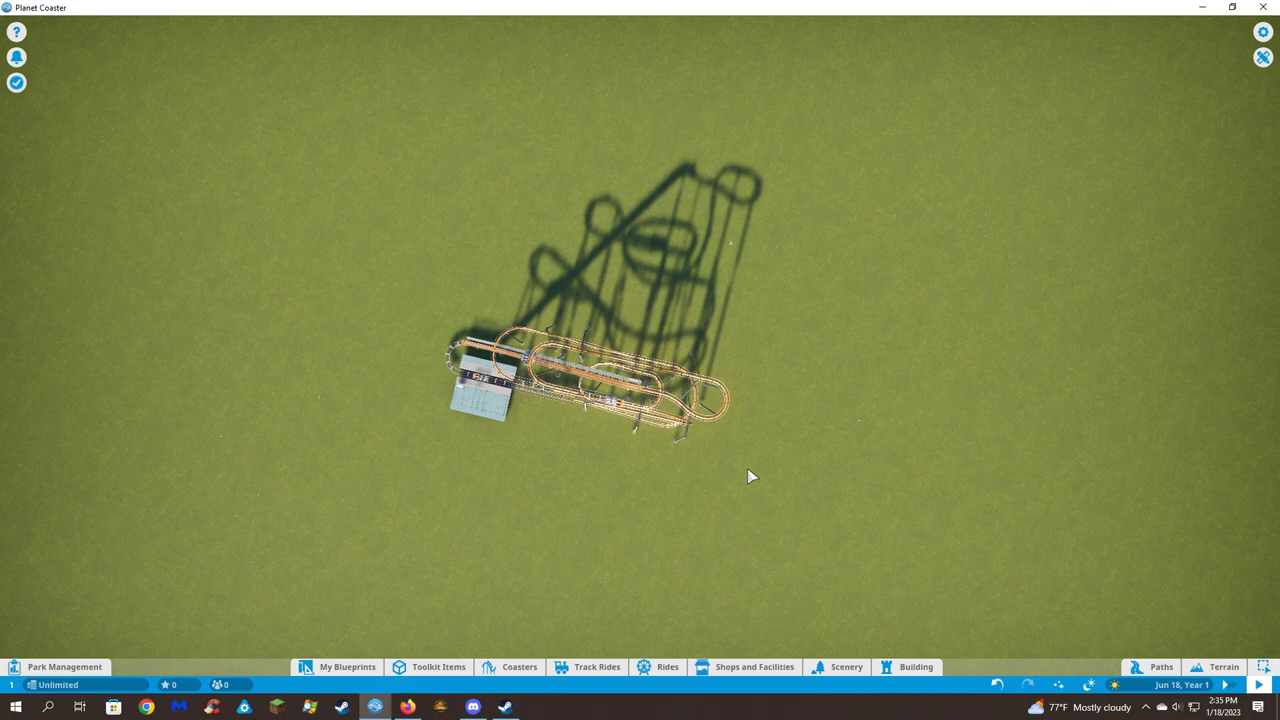 Planet Coaster
?
Park Management
My Blueprints
Toolkit Items
Coasters
Track Rides
Rides
Shops and Facilities
Scenery
Building
Paths
Terrain
1
Unlimited
0
0
Jun 18, Year 1
77°F Mostly cloudy
2:35 PM
1/18/2023